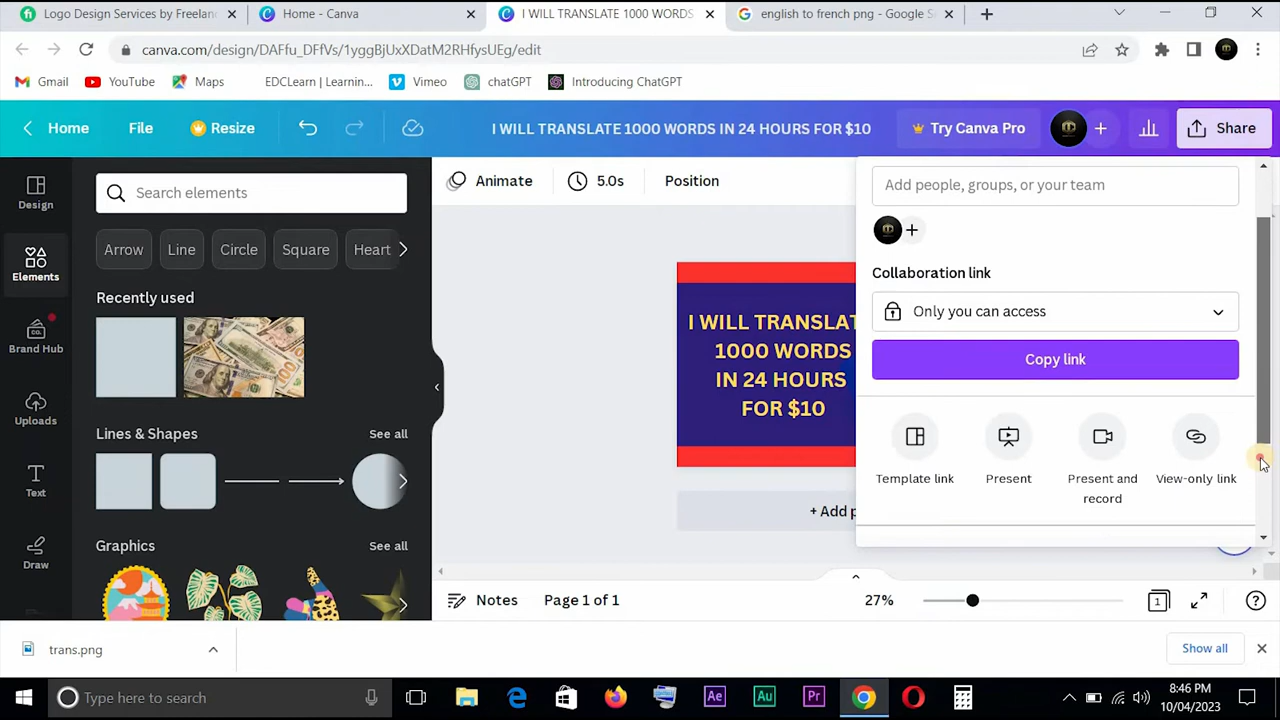 Logo Design Services by Freelan
Home - Canva
I WILL TRANSLATE 1000 WORDS
english to french png - Google S
canva.com/design/DAFfu_DFfVs/1yggBjUxXDatM2RHfysUEg/edit
Gmail
YouTube
Maps
EDCLearn | Learnin...
Vimeo
chatGPT
Introducing ChatGPT
Home
File
Resize
I WILL TRANSLATE 1000 WORDS IN 24 HOURS FOR $10
Try Canva Pro
Share
Design
Elements
Brand Hub
Uploads
Text
Draw
Search elements
Arrow
Line
Circle
Square
Heart
Recently used
Lines & Shapes
See all
Graphics
See all
Animate
5.0s
Position
I WILL TRANSLAT
1000 WORDS
IN 24 HOURS
FOR $10
+ Add p
Add people, groups, or your team
Collaboration link
Only you can access
Copy link
Template link
Present
Present and
record
View-only link
Notes
Page 1 of 1
27%
1
trans.png
Show all
Type here to search
Ae
Au
Pr
8:46 PM
10/04/2023